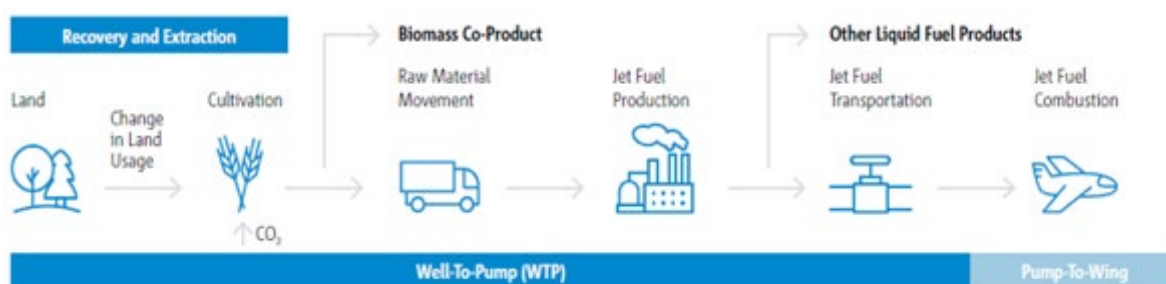 Recovery and Extraction
Biomass Co-Product
Other Liquid Fuel Products
Land
Change
in Land
Usage
Cultivation
CO₂
Raw Material
Movement
Jet Fuel
Production
Jet Fuel
Transportation
Jet Fuel
Combustion
Well-To-Pump (WTP)
Pump-To-Wing